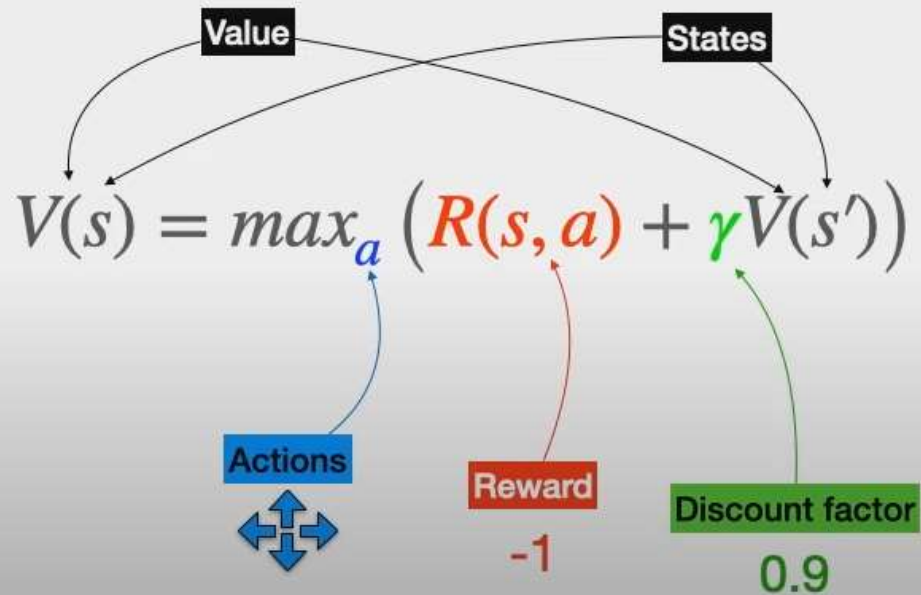 Value
States
V(s) = max_a (R(s, a) + γV(s′))
Actions
Reward
Discount factor
-1
0.9